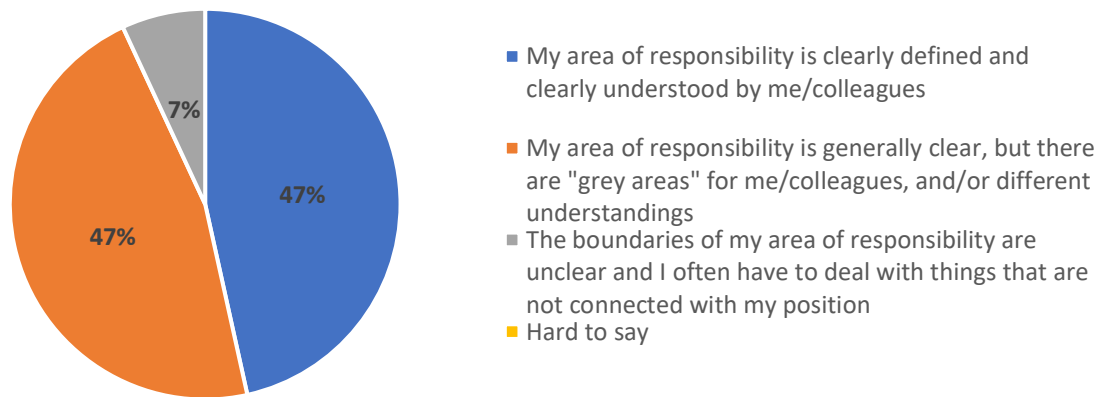 7%
47%
47%
My area of responsibility is clearly defined and
clearly understood by me/colleagues
My area of responsibility is generally clear, but there
are "grey areas" for me/colleagues, and/or different
understandings
The boundaries of my area of responsibility are
unclear and I often have to deal with things that are
not connected with my position
Hard to say